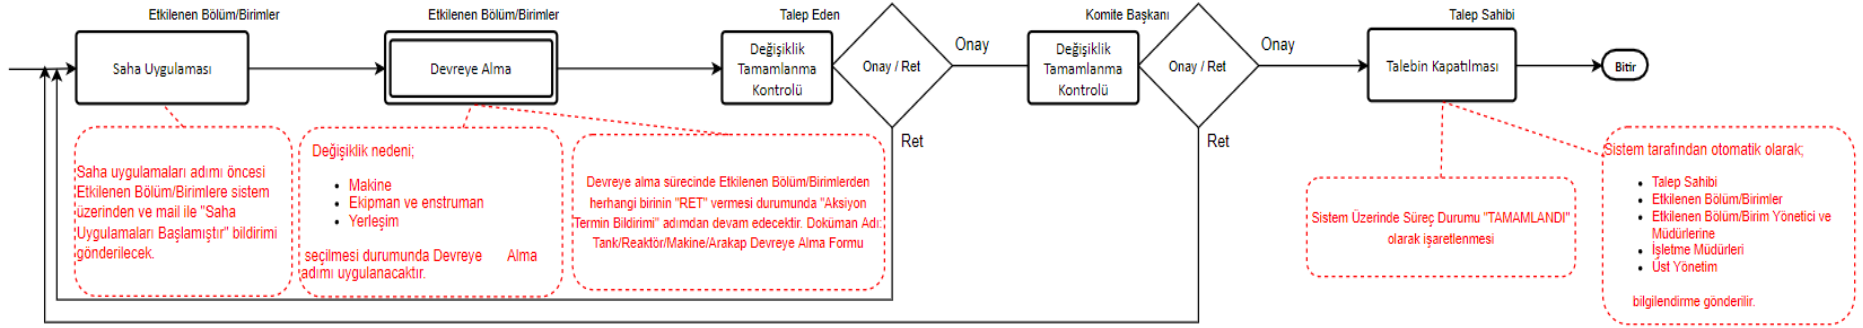 Etkilenen Bölüm/Birimler
Saha Uygulaması
Saha uygulamaları adımı öncesi
Etkilenen Bölüm/Birimlere sistem
üzerinden ve mail ile "Saha
Uygulamaları Başlamıştır" bildirimi
gönderilecek.
Etkilenen Bölüm/Birimler
Devreye Alma
Değişiklik nedeni;
• Makine
• Ekipman ve enstruman
• Yerleşim
seçilmesi durumunda Devreye Alma
adımı uygulanacaktır.
Devreye alma sürecinde Etkilenen Bölüm/Birimlerden
herhangi birinin "RET" vermesi durumunda "Aksiyon
Termin Bildirimi" adımdan devam edecektir. Doküman Adı:
Tank/Reaktör/Makine/Arakap Devreye Alma Formu
Talep Eden
Değişiklik
Tamamlanma
Kontrolü
Onay / Ret
Onay
Ret
Komite Başkanı
Değişiklik
Tamamlanma
Kontrolü
Onay / Ret
Onay
Ret
Talep Sahibi
Talebin Kapatılması
Bitir
Sistem Üzerinde Süreç Durumu "TAMAMLANDI"
olarak işaretlenmesi
Sistem tarafından otomatik olarak;
• Talep Sahibi
• Etkilenen Bölüm/Birimler
• Etkilenen Bölüm/Birim Yönetici ve
Müdürlerine
• İşletme Müdürleri
• Üst Yönetim
bilgilendirme gönderilir.